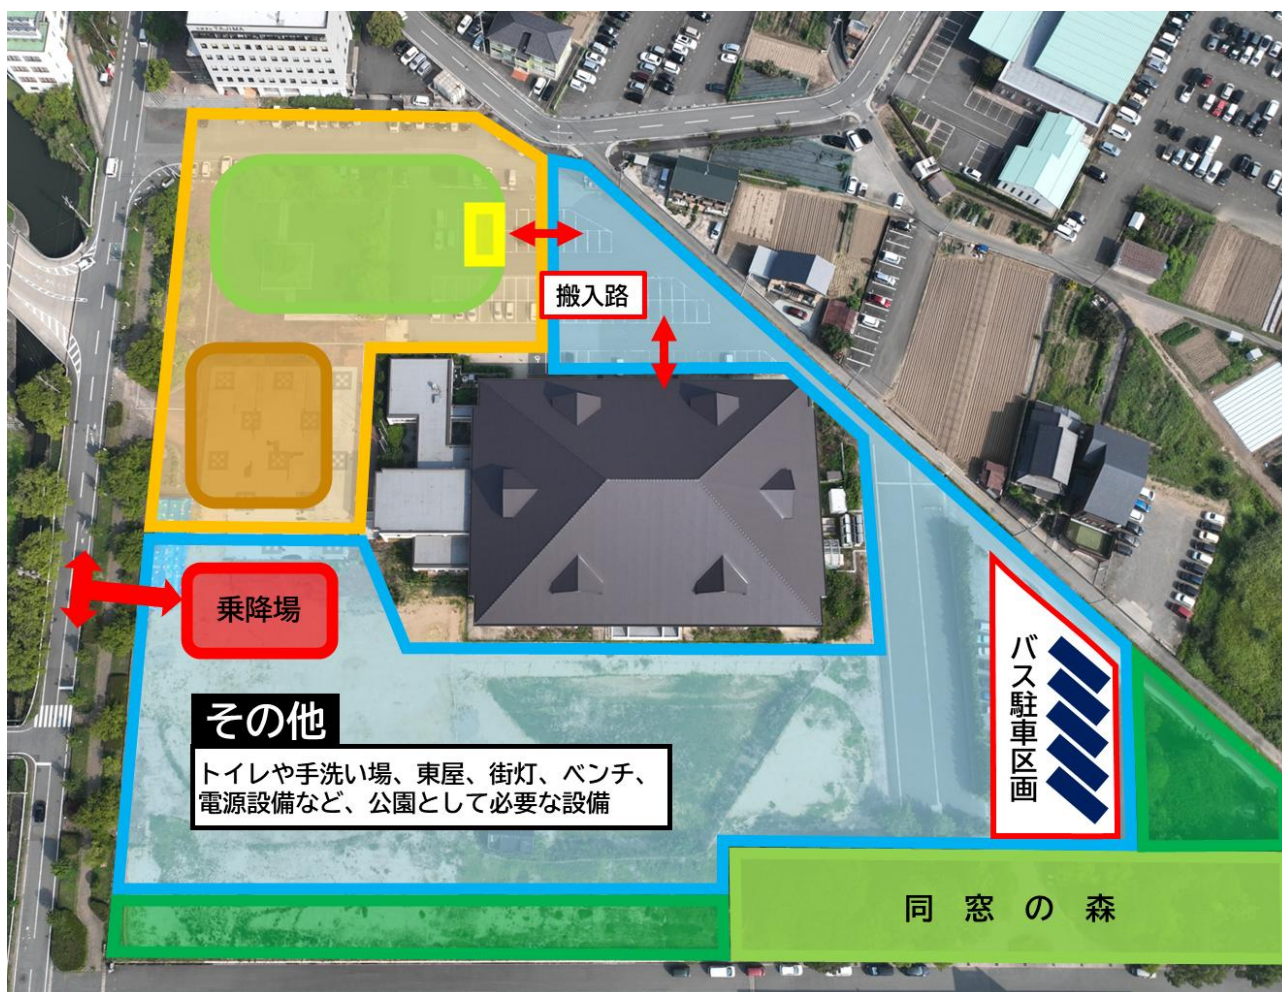 搬入路
乗降場
その他
トイレや手洗い場、東屋、街灯、ベンチ、
電源設備など、公園として必要な設備
バス駐車区画
同窓の森